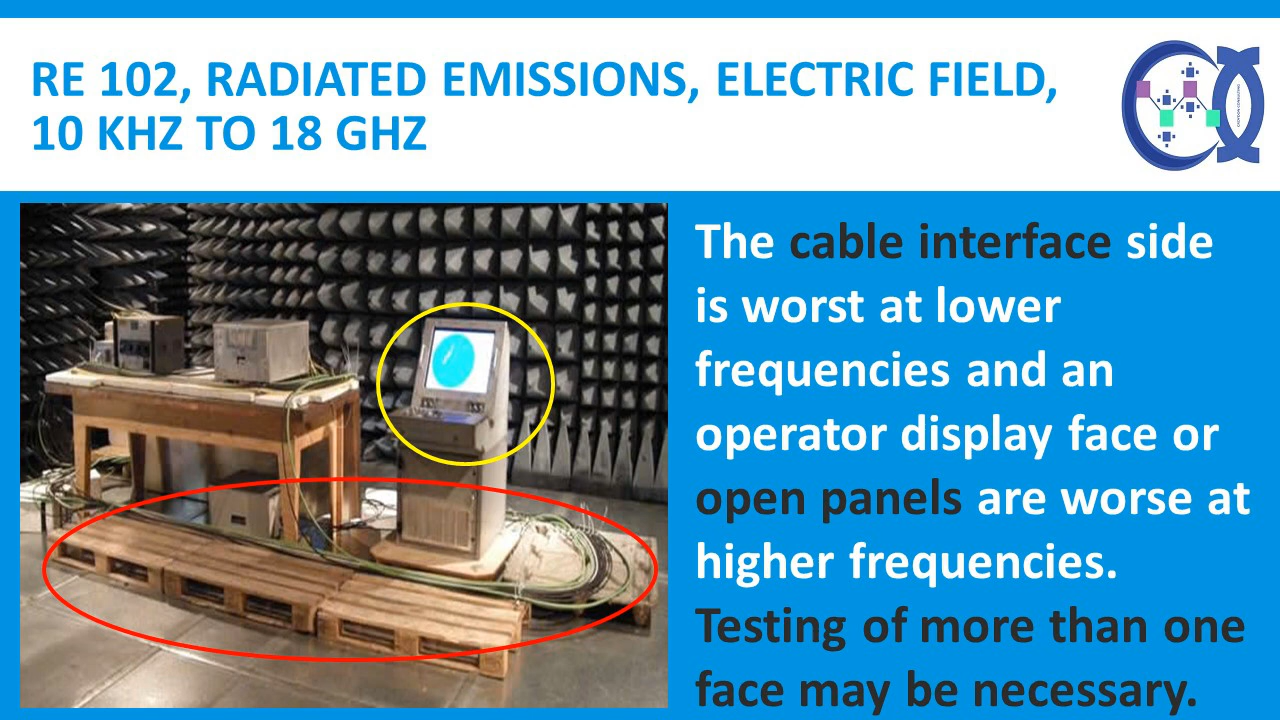 RE 102, RADIATED EMISSIONS, ELECTRIC FIELD,
10 KHZ TO 18 GHZ
The cable interface side
is worst at lower
frequencies and an
operator display face or
open panels are worse at
higher frequencies.
Testing of more than one
face may be necessary.